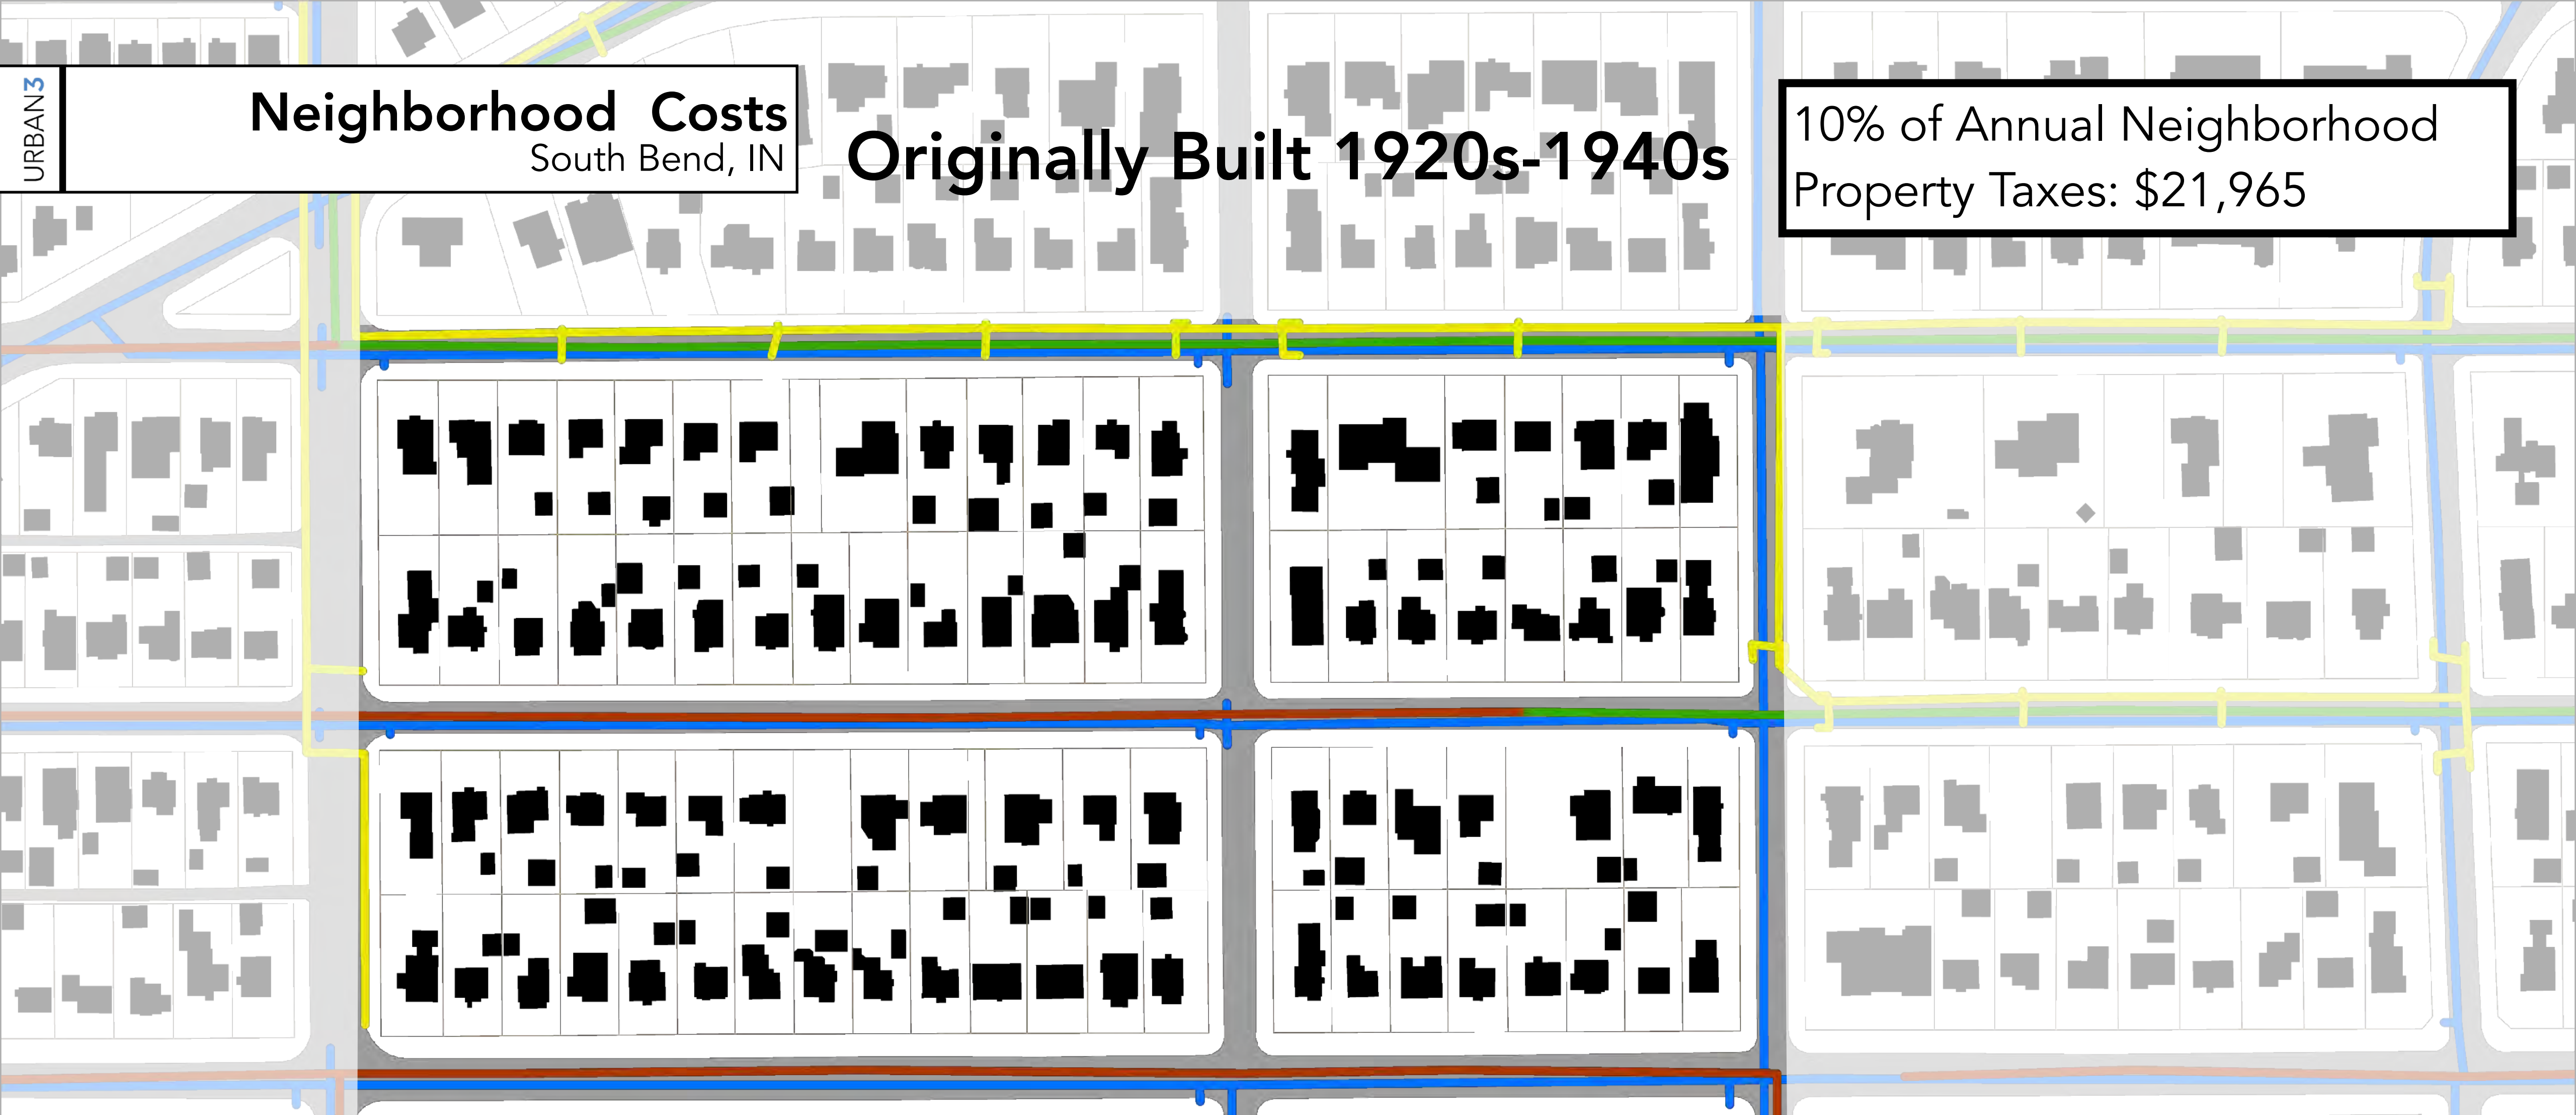 URBAN3
Neighborhood Costs
South Bend, IN
Originally Built 1920s-1940s
10% of Annual Neighborhood
Property Taxes: $21,965